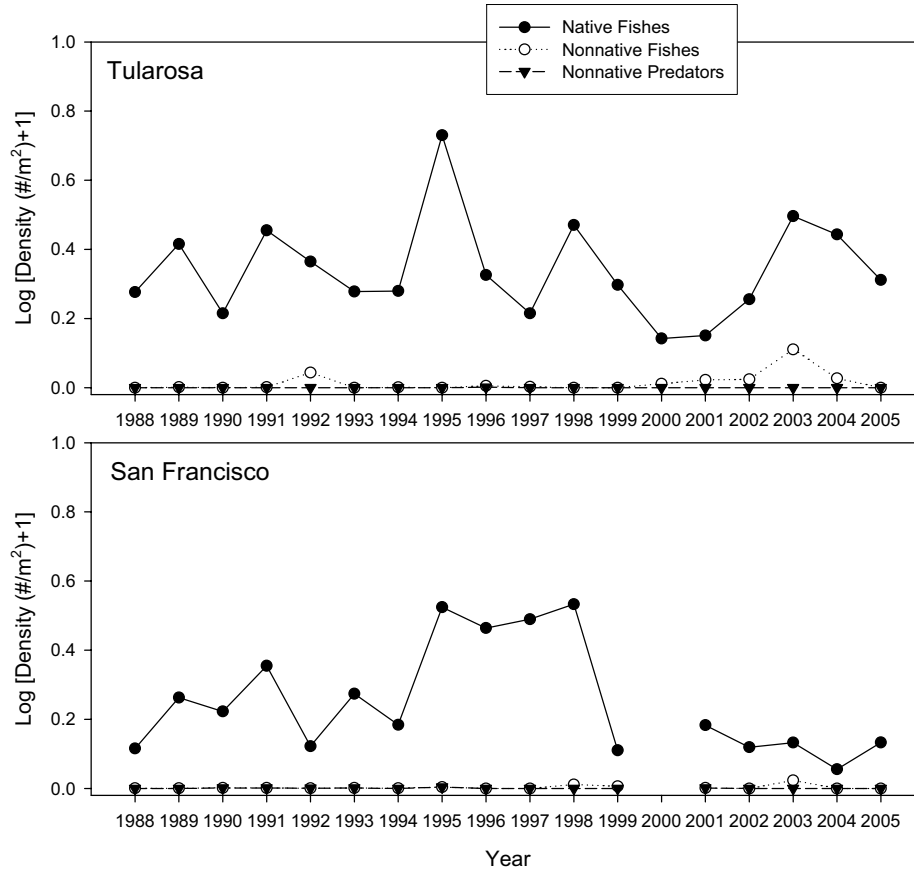 Native Fishes
Nonnative Fishes
Nonnative Predators
Tularosa
Log [Density (#/m²)+1]
1.0
0.8
0.6
0.4
0.2
0.0
1988 1989 1990 1991 1992 1993 1994 1995 1996 1997 1998 1999 2000 2001 2002 2003 2004 2005
San Francisco
Log [Density (#/m²)+1]
1.0
0.8
0.6
0.4
0.2
0.0
1988 1989 1990 1991 1992 1993 1994 1995 1996 1997 1998 1999 2000 2001 2002 2003 2004 2005
Year